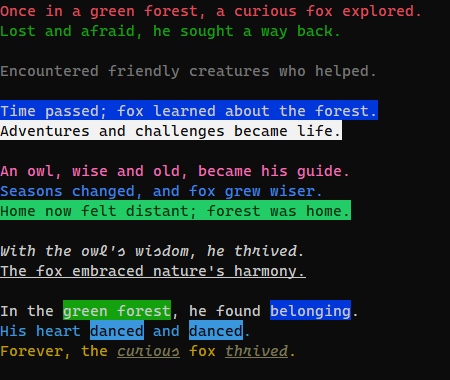 Once in a green forest, a curious fox explored.
Lost and afraid, he sought a way back.
Encountered friendly creatures who helped.
Time passed; fox learned about the forest.
Adventures and challenges became life.
An owl, wise and old, became his guide.
Seasons changed, and fox grew wiser.
Home now felt distant; forest was home.
With the owl's wisdom, he thrived.
The fox embraced nature's harmony.
In the green forest, he found belonging.
His heart danced and danced.
Forever, the curious fox thrived.